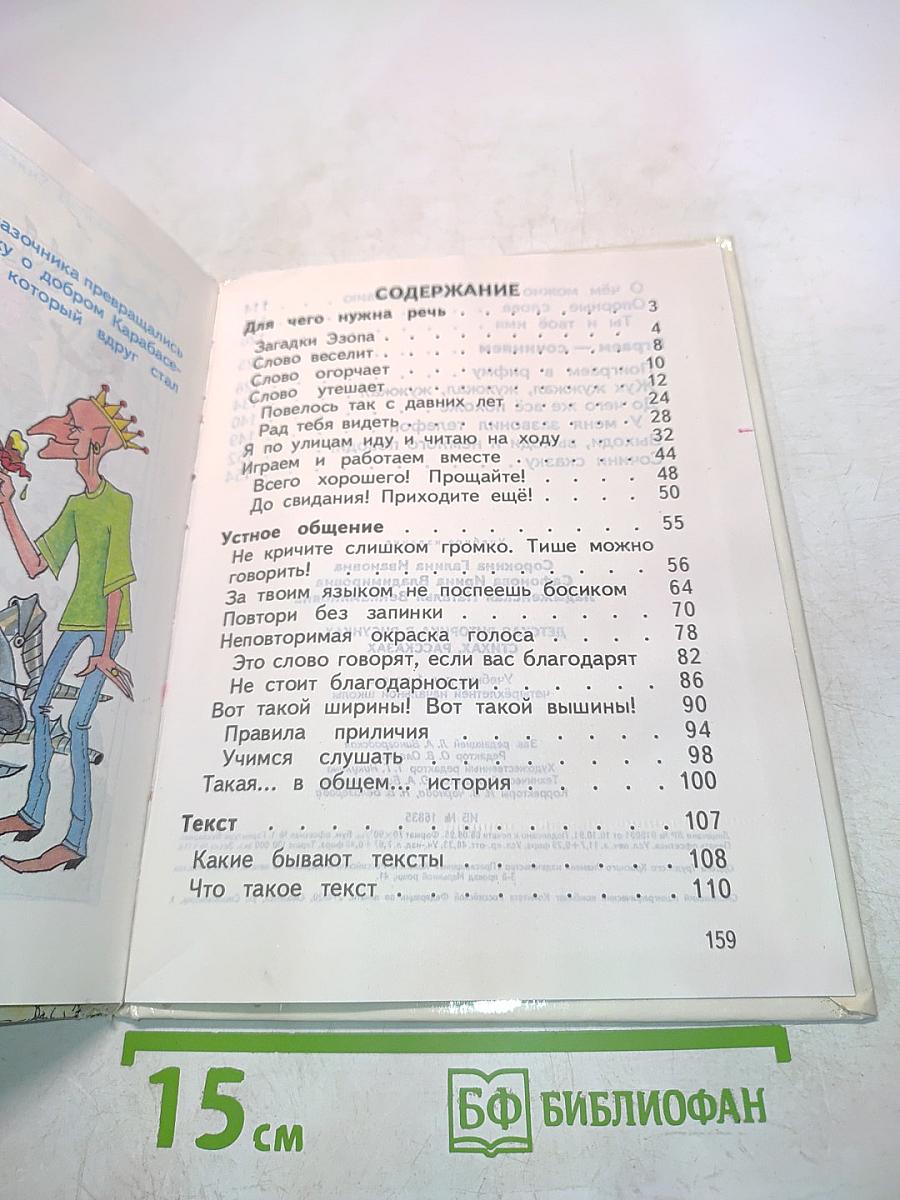 азочника превращались
ку о добром Карабасе-
который вдруг стал
СОДЕРЖАНИЕ
Для чего нужна речь . . . . . . . . 3
Загадки Эзопа . . . . . . . . . . 4
Слово веселит . . . . . . . . . . 8
Слово огорчает . . . . . . . . . 10
Слово утешает . . . . . . . . . 12
Повелось так с давних лет . . . . . 24
Рад тебя видеть . . . . . . . . . 28
Я по улицам иду и читаю на ходу . . . . 32
Играем и работаем вместе . . . . . 44
Всего хорошего! Прощайте! . . . . 48
До свидания! Приходите ещё! . . . . 50
Устное общение . . . . . . . . . 55
Не кричите слишком громко. Тише можно
говорить! . . . . . . . . . . . 56
За твоим языком не поспеешь босиком 64
Повтори без запинки . . . . . . . 70
Неповторимая окраска голоса . . . . 78
Это слово говорят, если вас благодарят 82
Не стоит благодарности . . . . . . 86
Вот такой ширины! Вот такой вышины! 90
Правила приличия . . . . . . . 94
Учимся слушать . . . . . . . . 98
Такая... в общем... история . . . . . 100
Текст . . . . . . . . . . . . . 107
Какие бывают тексты . . . . . . . 108
Что такое текст . . . . . . . . . 110
159
15 см
БФ БИБЛИОФАН